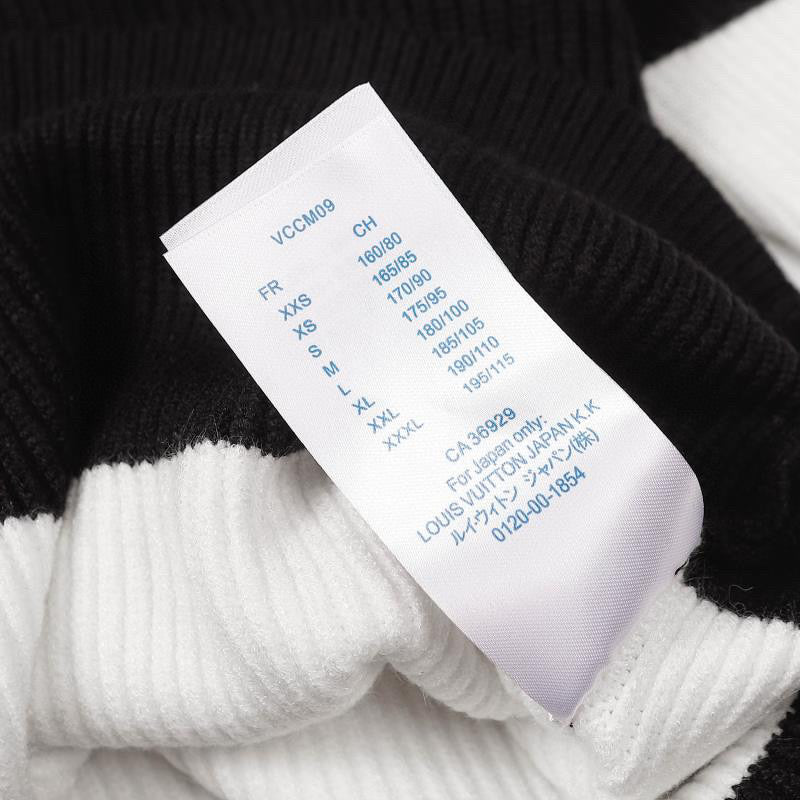 VCCM09
FR CH
XXS 160/80
XS 165/85
S 170/90
M 175/95
L 180/100
XL 185/105
XXL 190/110
XXXL 195/115
CA 36929
For Japan only:
LOUIS VUITTON JAPAN K.K
ルイ・ヴィトン ジャパン(株)
0120-00-1854